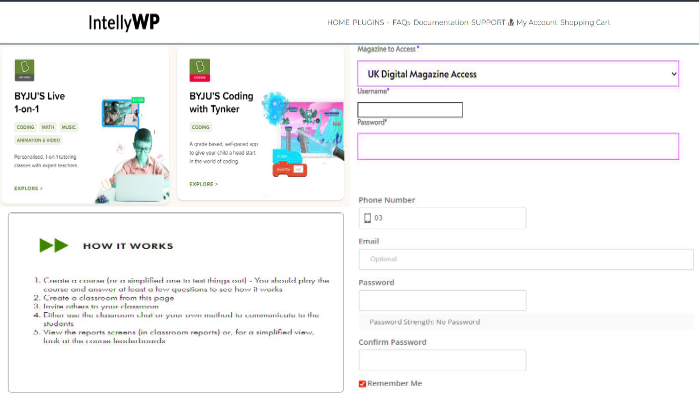 IntellyWP
HOME PLUGINS - FAQs Documentation SUPPORT My Account Shopping Cart
BYJU'S Live
1-on-1
CODING MATH MUSIC
ANIMATION & VIDEO
Personalised, 1-on-1 tutoring
classes with expert teachers.
EXPLORE >
BYJU'S Coding
with Tynker
CODING
A grade based, self-paced app
to give your child a head start
in the world of coding.
EXPLORE >
HOW IT WORKS
1. Create a course (or a simplified one to test things out) - You should play the
course and answer at least a few questions to see how it works
2. Create a classroom from this page
3. Invite others to your classroom
4. Either use the classroom chat or your own method to communicate to the
students
5. View the reports screens (in classroom reports) or, for a simplified view,
look at the course leaderboards
Magazine to Access*
UK Digital Magazine Access
Username*
Password*
Phone Number
03
Email
Optional
Password
Password Strength: No Password
Confirm Password
Remember Me